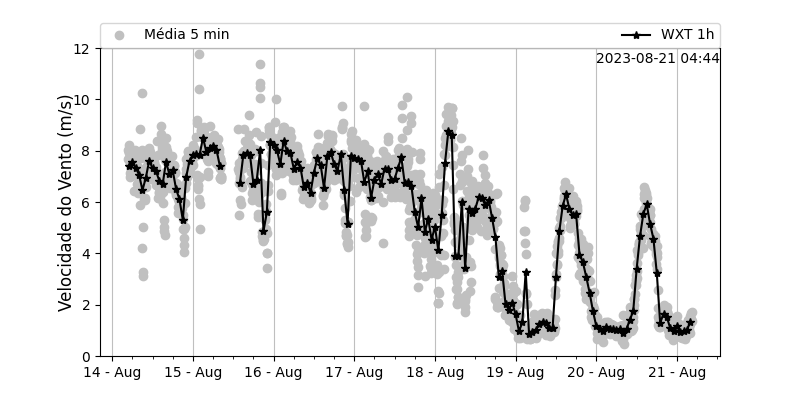 Média 5 min
WXT 1h
2023-08-21 04:44
Velocidade do Vento (m/s)
12
10
8
6
4
2
0
14 - Aug
15 - Aug
16 - Aug
17 - Aug
18 - Aug
19 - Aug
20 - Aug
21 - Aug